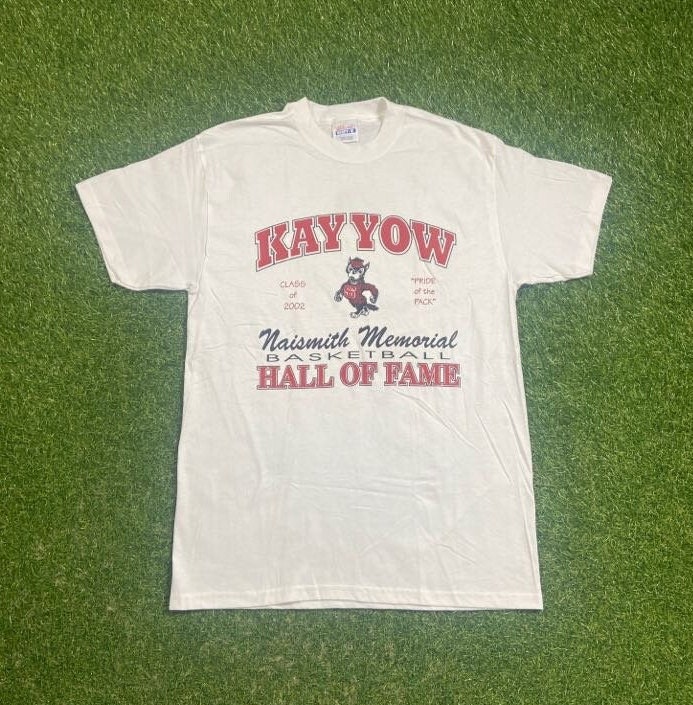 KAY YOW
CLASS
of
2002
"PRIDE
of the
PACK"
Naismith Memorial
BASKETBALL
HALL OF FAME